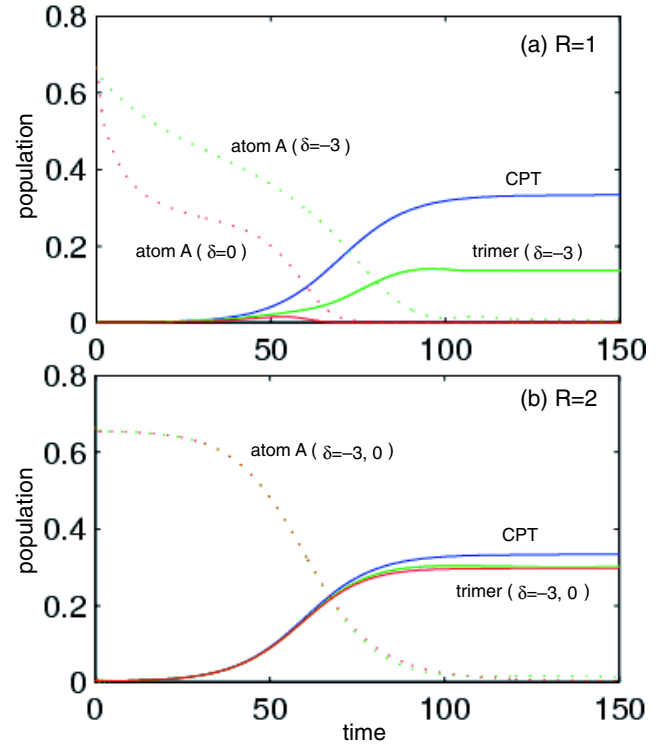 0.8
(a) R=1
0.6
atom A (δ=−3)
population
0.4
CPT
0.2
atom A (δ=0)
trimer (δ=−3)
0
0
50
100
150
0.8
(b) R=2
0.6
atom A (δ=−3, 0)
population
0.4
CPT
0.2
trimer (δ=−3, 0)
0
0
50
100
150
time